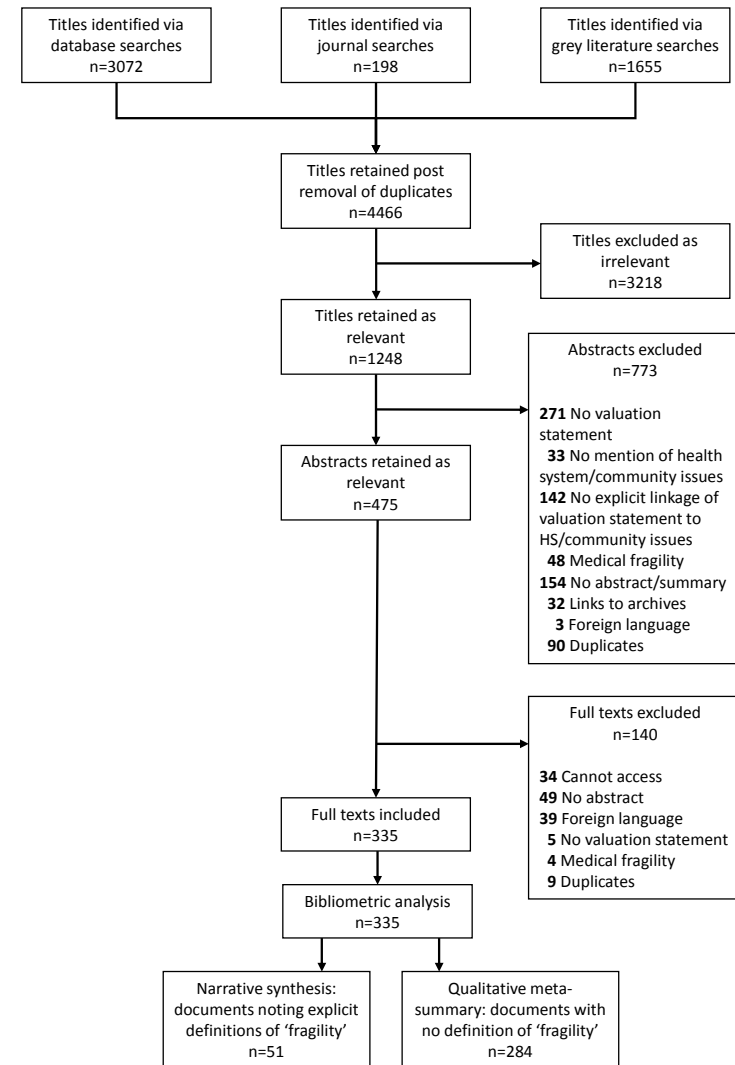 Titles identified via
database searches
n=3072
Titles identified via
journal searches
n=198
Titles identified via
grey literature searches
n=1655
Titles retained post
removal of duplicates
n=4466
Titles excluded as
irrelevant
n=3218
Titles retained as
relevant
n=1248
Abstracts excluded
n=773
271 No valuation
statement
33 No mention of health
system/community issues
142 No explicit linkage of
valuation statement to
HS/community issues
48 Medical fragility
154 No abstract/summary
32 Links to archives
3 Foreign language
90 Duplicates
Abstracts retained as
relevant
n=475
Full texts excluded
n=140
34 Cannot access
49 No abstract
39 Foreign language
5 No valuation statement
4 Medical fragility
9 Duplicates
Full texts included
n=335
Bibliometric analysis
n=335
Narrative synthesis:
documents noting explicit
definitions of ‘fragility’
n=51
Qualitative meta-
summary: documents with
no definition of ‘fragility’
n=284